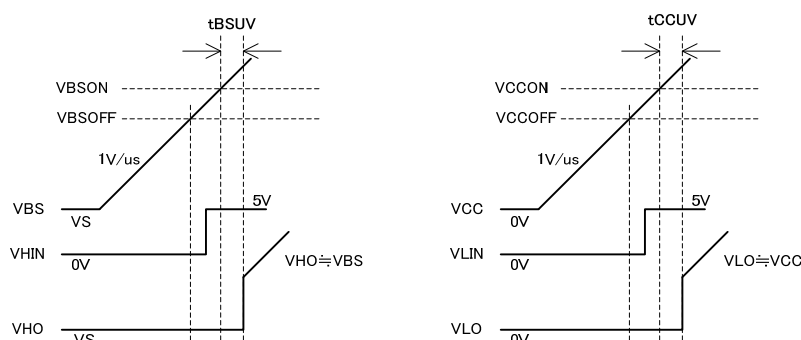 tBSUV
VBSON
VBSOFF
1V/us
VBS
VS
5V
VHIN
0V
VHO≒VBS
VHO
VS
tCCUV
VCCON
VCCOFF
1V/us
VCC
0V
5V
VLIN
0V
VLO≒VCC
VLO
0V